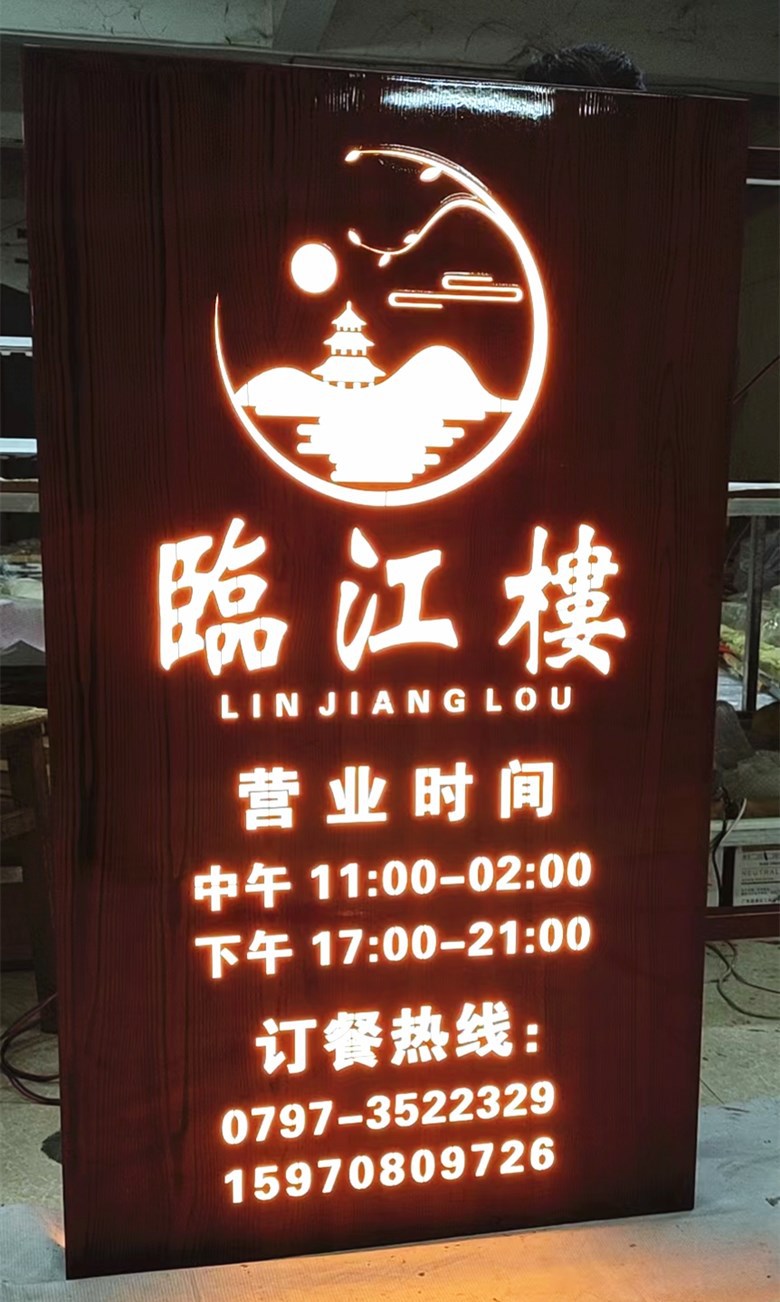 臨江樓
LIN JIANG LOU
营业时间
中午 11:00-02:00
下午 17:00-21:00
订餐热线:
0797-3522329
15970809726